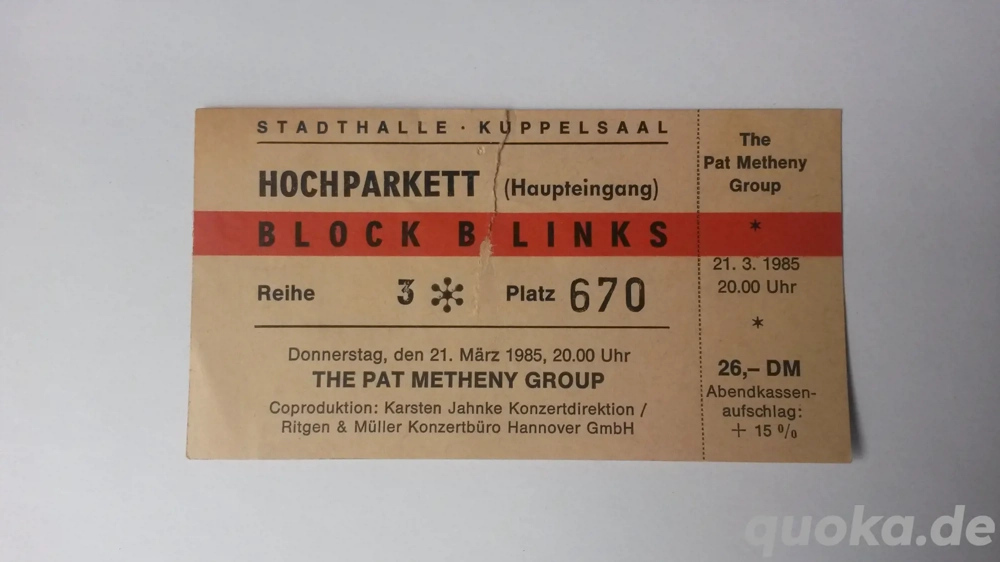 STADTHALLE · KUPPELSAAL
HOCHPARKETT (Haupteingang)
BLOCK B LINKS
Reihe 3 Platz 670
Donnerstag, den 21. März 1985, 20.00 Uhr
THE PAT METHENY GROUP
Coproduktion: Karsten Jahnke Konzertdirektion /
Ritgen & Müller Konzertbüro Hannover GmbH
The
Pat Metheny
Group
*
21. 3. 1985
20.00 Uhr
*
26,– DM
Abendkassen-
aufschlag:
+ 15 %
quoka.de